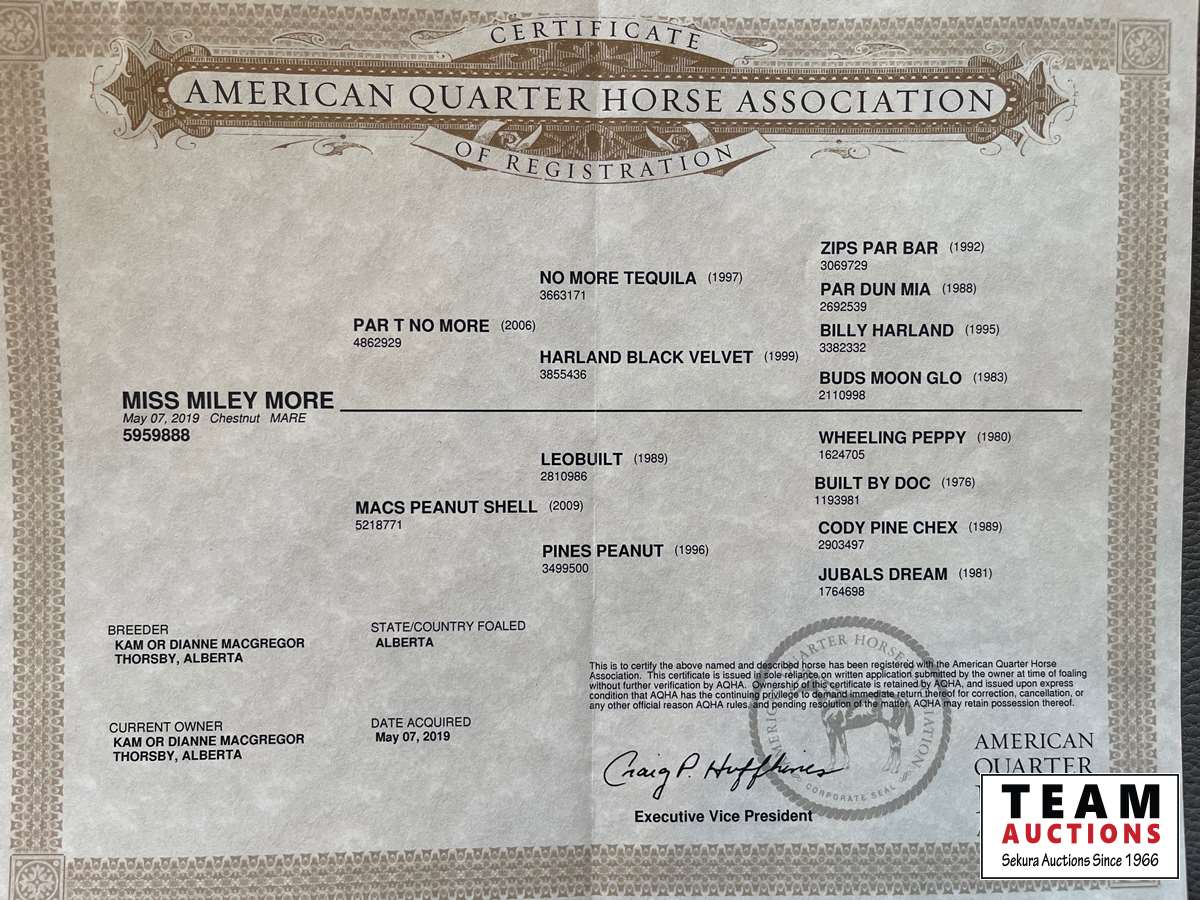 CERTIFICATE
AMERICAN QUARTER HORSE ASSOCIATION
OF REGISTRATION
ZIPS PAR BAR (1992)
3069729
NO MORE TEQUILA (1997)
3663171
PAR DUN MIA (1988)
2692539
PAR T NO MORE (2006)
4862929
BILLY HARLAND (1995)
3382332
HARLAND BLACK VELVET (1999)
3855436
BUDS MOON GLO (1983)
2110998
MISS MILEY MORE
May 07, 2019 Chestnut MARE
5959888
WHEELING PEPPY (1980)
1624705
LEOBUILT (1989)
2810986
BUILT BY DOC (1976)
1193981
MACS PEANUT SHELL (2009)
5218771
CODY PINE CHEX (1989)
2903497
PINES PEANUT (1996)
3499500
JUBALS DREAM (1981)
1764698
BREEDER
KAM OR DIANNE MACGREGOR
THORSBY, ALBERTA
STATE/COUNTRY FOALED
ALBERTA
CURRENT OWNER
KAM OR DIANNE MACGREGOR
THORSBY, ALBERTA
DATE ACQUIRED
May 07, 2019
This is to certify the above named and described horse has been registered with the American Quarter Horse
Association. This certificate is issued in sole reliance on written application submitted by the owner at time of foaling
without further verification by AQHA. Ownership of this certificate is retained by AQHA, and issued upon express
condition that AQHA has the continuing privilege to demand immediate return thereof for correction, cancellation, or
any other official reason AQHA rules, and pending resolution of the matter, AQHA may retain possession thereof.
Craig P. Huffhines
Executive Vice President
AMERICAN QUARTER HORSE ASSOCIATION
CORPORATE SEAL
AMERICAN
QUARTER
TEAM
AUCTIONS
Sekura Auctions Since 1966